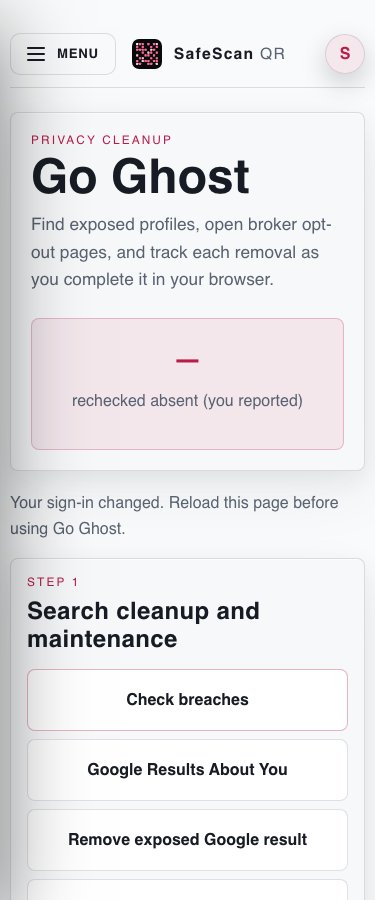 MENU
SafeScan QR
S
PRIVACY CLEANUP
Go Ghost
Find exposed profiles, open broker opt-
out pages, and track each removal as
you complete it in your browser.
—
rechecked absent (you reported)
Your sign-in changed. Reload this page before
using Go Ghost.
STEP 1
Search cleanup and
maintenance
Check breaches
Google Results About You
Remove exposed Google result